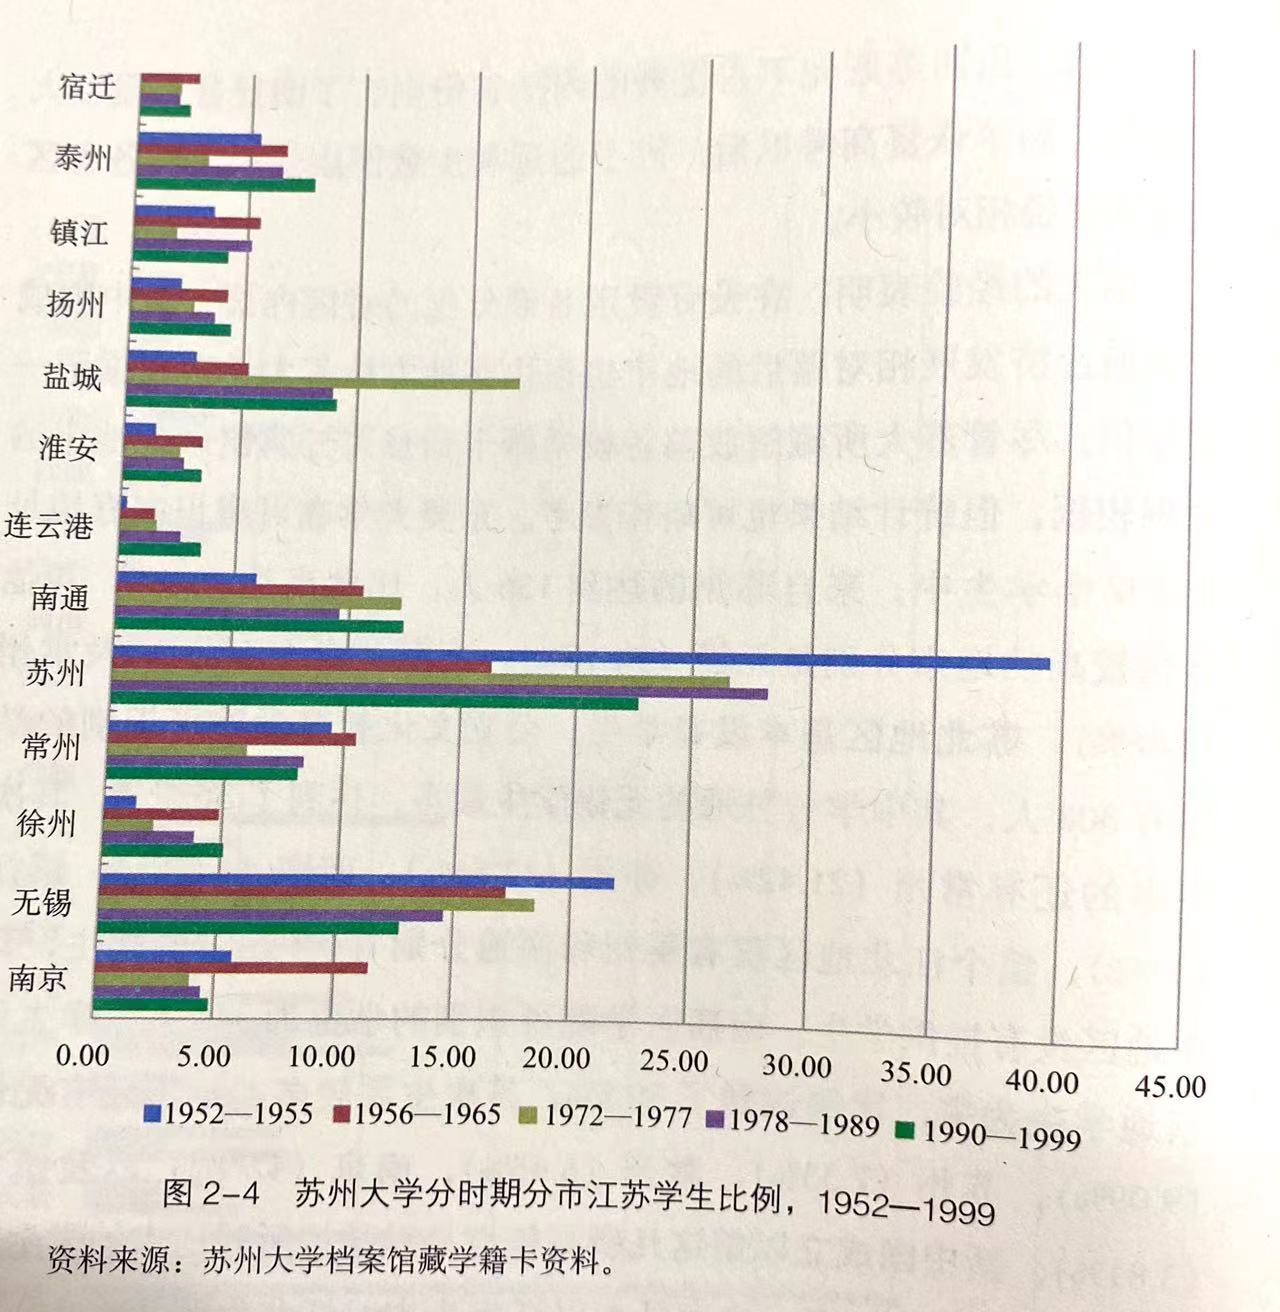 宿迁
泰州
镇江
扬州
盐城
淮安
连云港
南通
苏州
常州
徐州
无锡
南京
0.00 5.00 10.00 15.00 20.00 25.00 30.00 35.00 40.00 45.00
1952—1955 1956—1965 1972—1977 1978—1989 1990—1999
图 2-4 苏州大学分时期分市江苏学生比例，1952—1999
资料来源：苏州大学档案馆藏学籍卡资料。